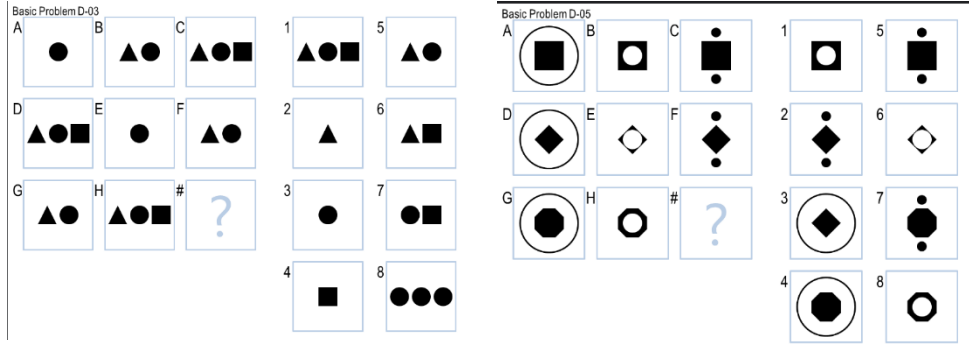 Basic Problem D-03
A B C 1 5
D E F 2 6
G H # ? 3 7
4 8
Basic Problem D-05
A B C 1 5
D E F 2 6
G H # ? 3 7
4 8